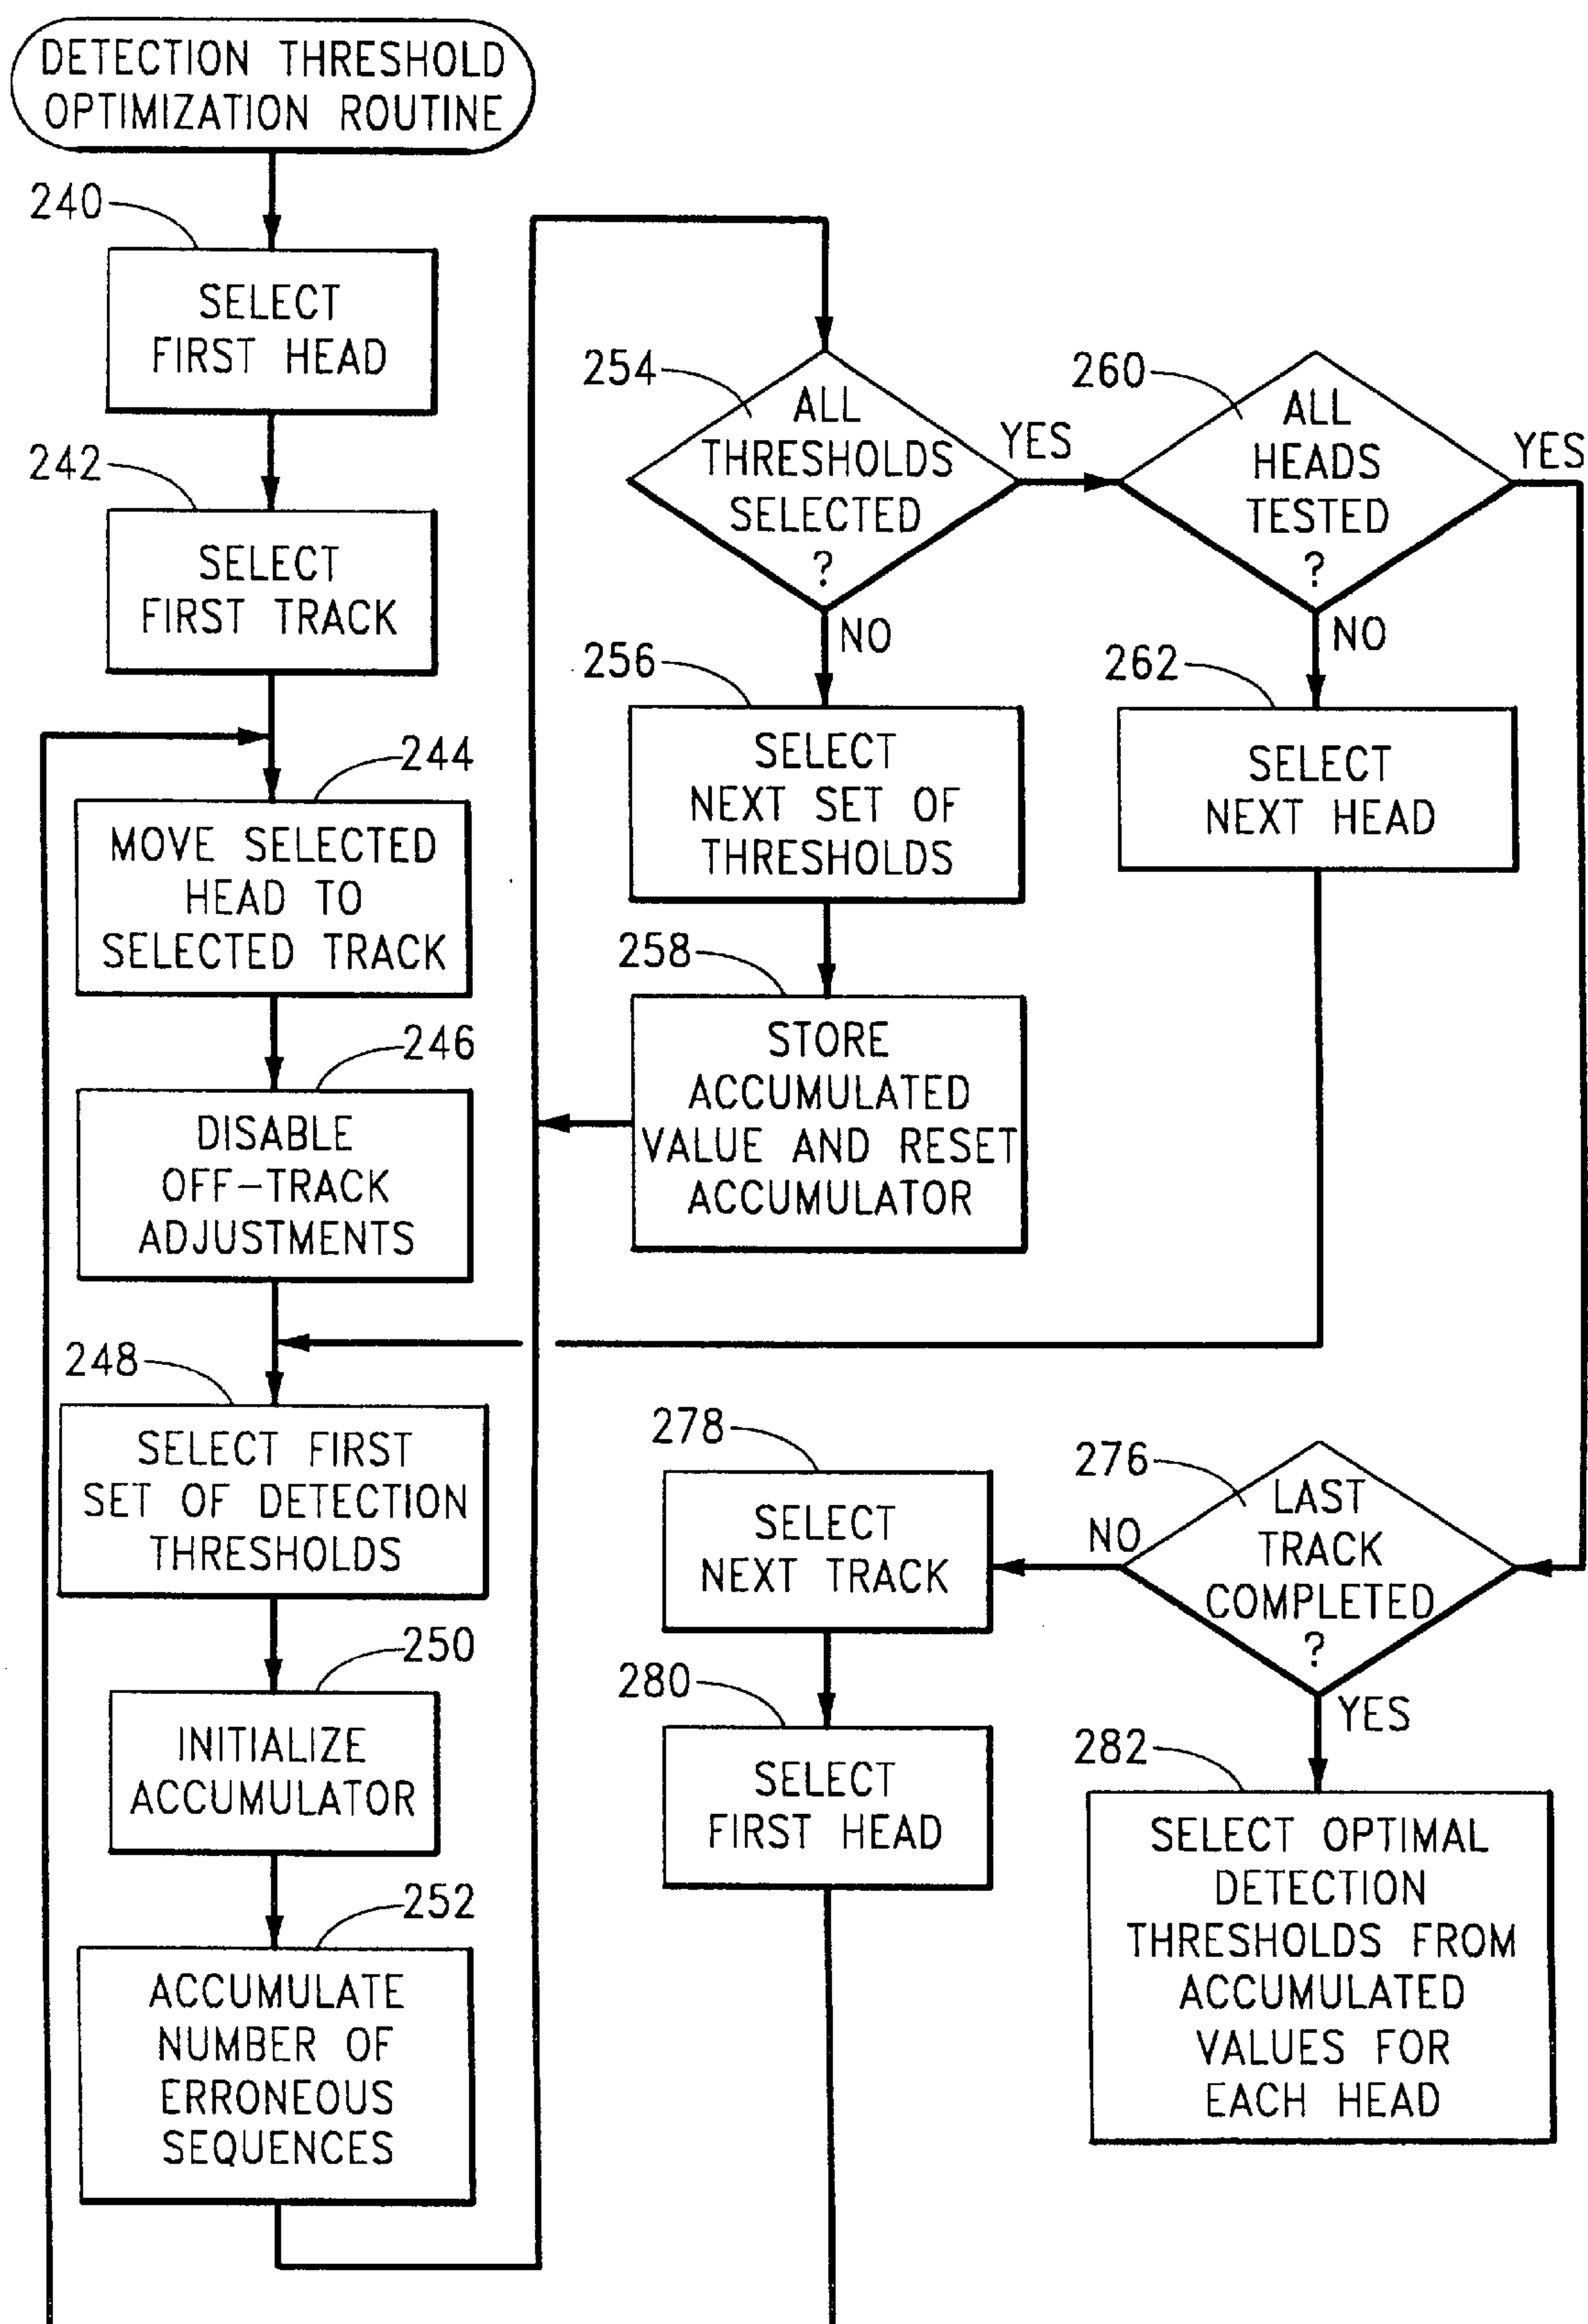 DETECTION THRESHOLD
OPTIMIZATION ROUTINE
240
SELECT
FIRST HEAD
242
SELECT
FIRST TRACK
244
MOVE SELECTED
HEAD TO
SELECTED TRACK
246
DISABLE
OFF-TRACK
ADJUSTMENTS
248
SELECT FIRST
SET OF DETECTION
THRESHOLDS
250
INITIALIZE
ACCUMULATOR
252
ACCUMULATE
NUMBER OF
ERRONEOUS
SEQUENCES
254
ALL
THRESHOLDS
SELECTED
?
YES
NO
256
SELECT
NEXT SET OF
THRESHOLDS
258
STORE
ACCUMULATED
VALUE AND RESET
ACCUMULATOR
260
ALL
HEADS
TESTED
?
YES
NO
262
SELECT
NEXT HEAD
276
LAST
TRACK
COMPLETED
?
NO
YES
278
SELECT
NEXT TRACK
280
SELECT
FIRST HEAD
282
SELECT OPTIMAL
DETECTION
THRESHOLDS FROM
ACCUMULATED
VALUES FOR
EACH HEAD